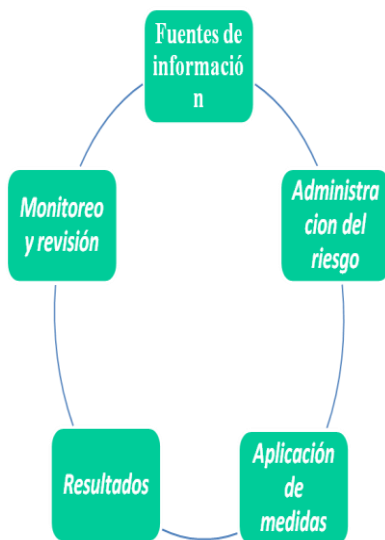 Fuentes de
informació
n
Administra
cion del
riesgo
Aplicación
de
medidas
Resultados
Monitoreo
y revisión